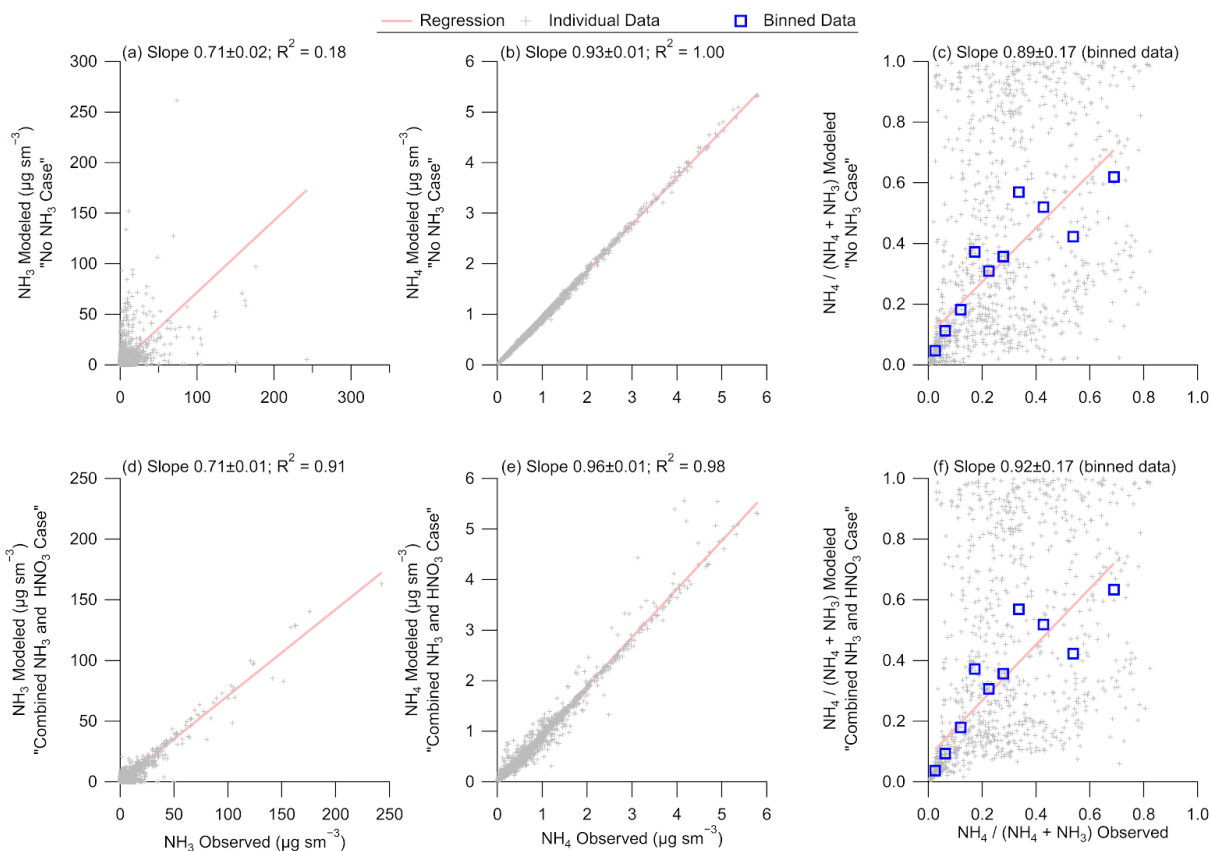 Regression Individual Data Binned Data
(a) Slope 0.71±0.02; R² = 0.18
(b) Slope 0.93±0.01; R² = 1.00
(c) Slope 0.89±0.17 (binned data)
NH₃ Modeled (µg sm⁻³)
"No NH₃ Case"
300
250
200
150
100
50
0
0 100 200 300
NH₄ Modeled (µg sm⁻³)
"No NH₃ Case"
6
5
4
3
2
1
0
1 2 3 4 5 6
NH₄ / (NH₄ + NH₃) Modeled
"No NH₃ Case"
1.0
0.8
0.6
0.4
0.2
0.0
0.0 0.2 0.4 0.6 0.8 1.0
(d) Slope 0.71±0.01; R² = 0.91
(e) Slope 0.96±0.01; R² = 0.98
(f) Slope 0.92±0.17 (binned data)
NH₃ Modeled (µg sm⁻³)
"Combined NH₃ and HNO₃ Case"
250
200
150
100
50
0
0 50 100 150 200 250
NH₃ Observed (µg sm⁻³)
NH₄ Modeled (µg sm⁻³)
"Combined NH₃ and HNO₃ Case"
6
5
4
3
2
1
0
0 1 2 3 4 5 6
NH₄ Observed (µg sm⁻³)
NH₄ / (NH₄ + NH₃) Modeled
"Combined NH₃ and HNO₃ Case"
1.0
0.8
0.6
0.4
0.2
0.0
0.0 0.2 0.4 0.6 0.8 1.0
NH₄ / (NH₄ + NH₃) Observed